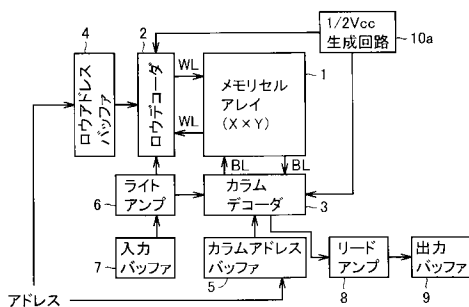 4
ロウアドレス
バッファ
2
ロウデコーダ
WL
WL
メモリセル
アレイ
(X×Y)
1
1/2Vcc
生成回路
10a
BL
BL
ライト
アンプ
6
カラム
デコーダ
3
入力
バッファ
7
カラムアドレス
バッファ
5
リード
アンプ
8
出力
バッファ
9
アドレス